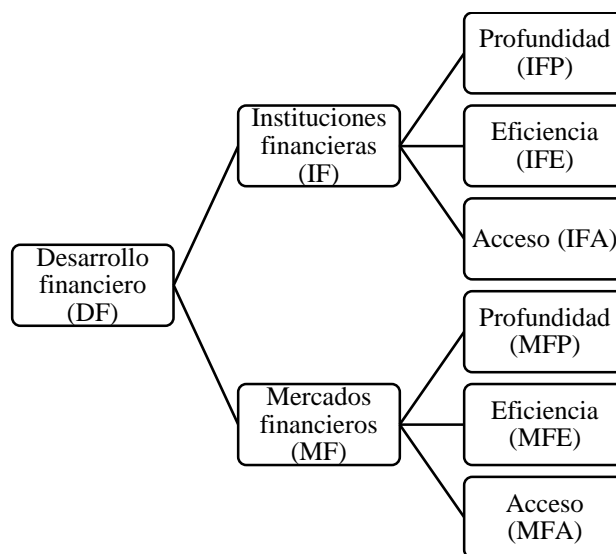 Desarrollo
financiero
(DF)
Instituciones
financieras
(IF)
Profundidad
(IFP)
Eficiencia
(IFE)
Acceso (IFA)
Mercados
financieros
(MF)
Profundidad
(MFP)
Eficiencia
(MFE)
Acceso
(MFA)